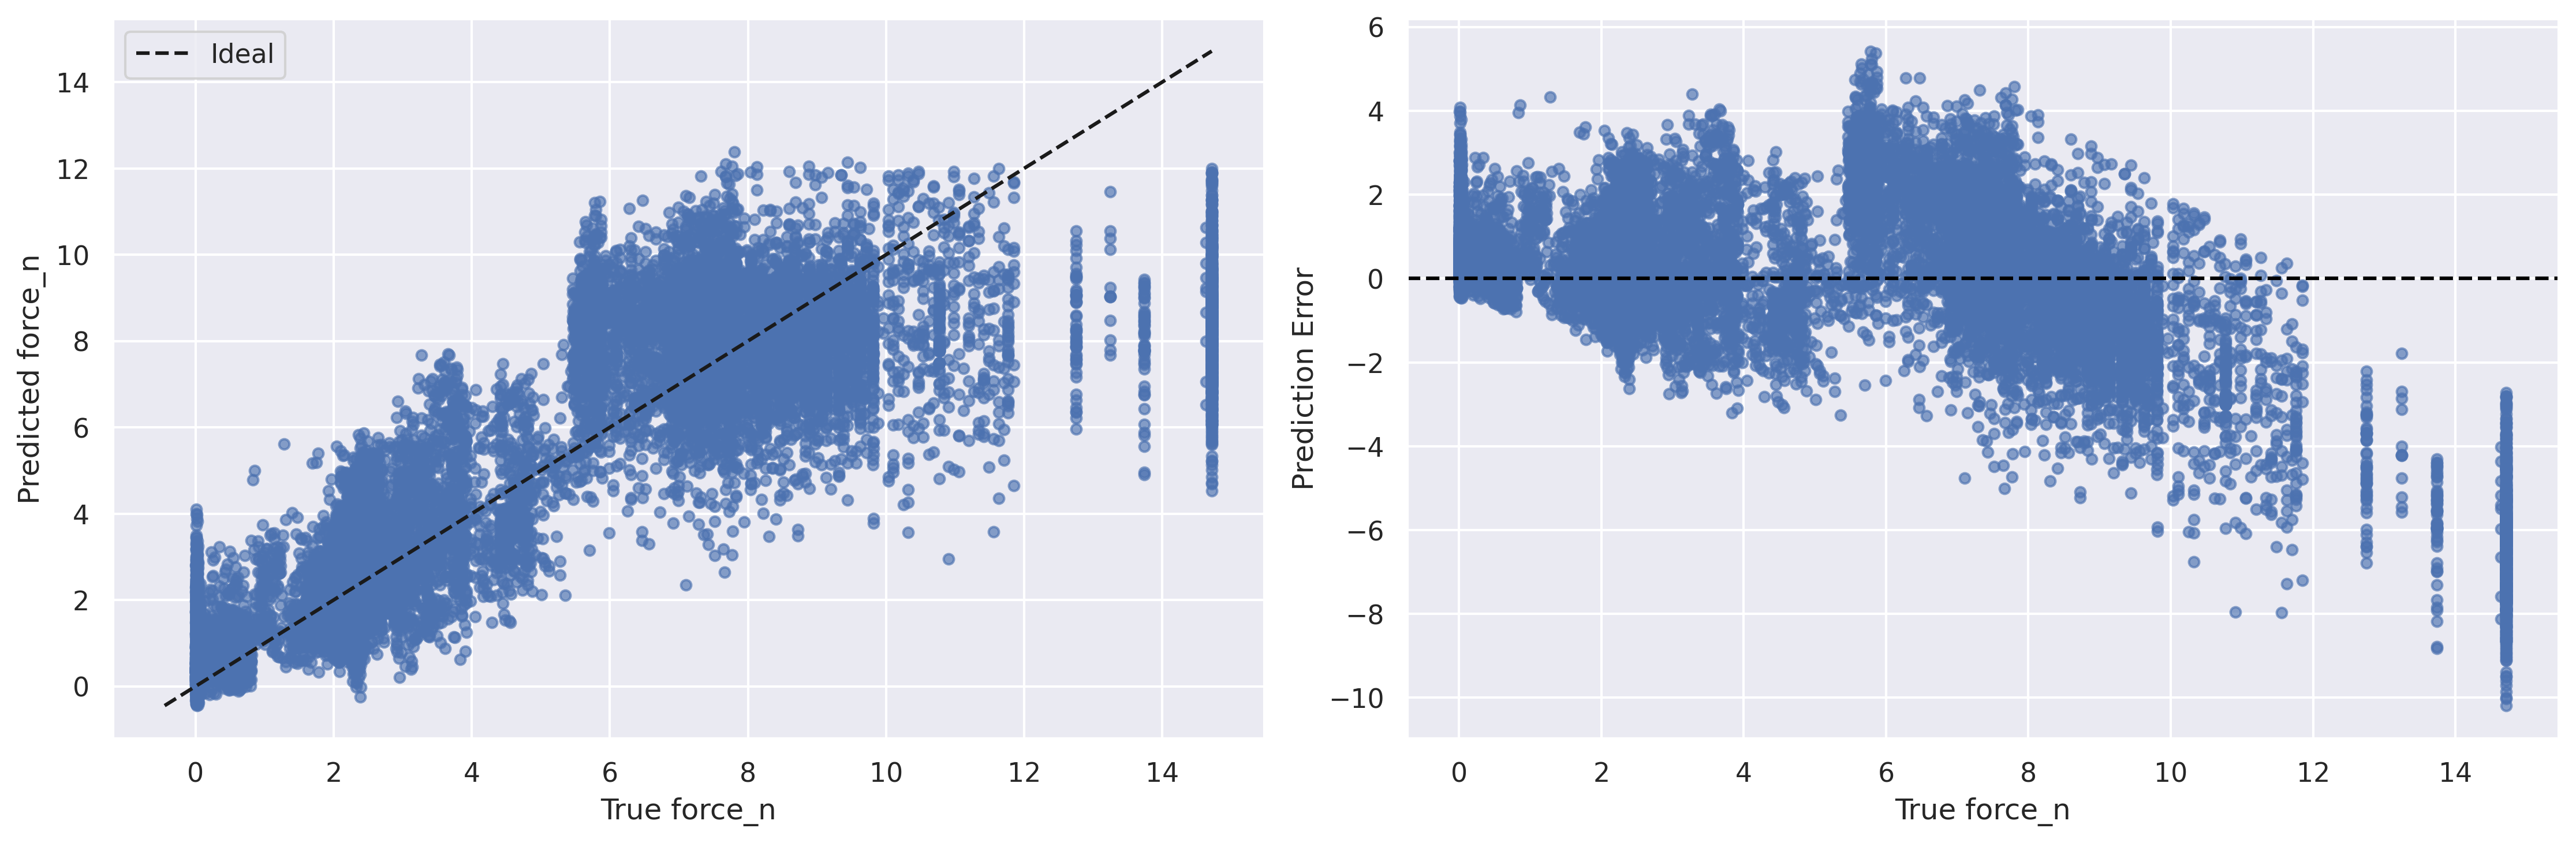 Ideal
Predicted force_n
14
12
10
8
6
4
2
0
0 2 4 6 8 10 12 14
True force_n
Prediction Error
6
4
2
0
−2
−4
−6
−8
−10
0 2 4 6 8 10 12 14
True force_n